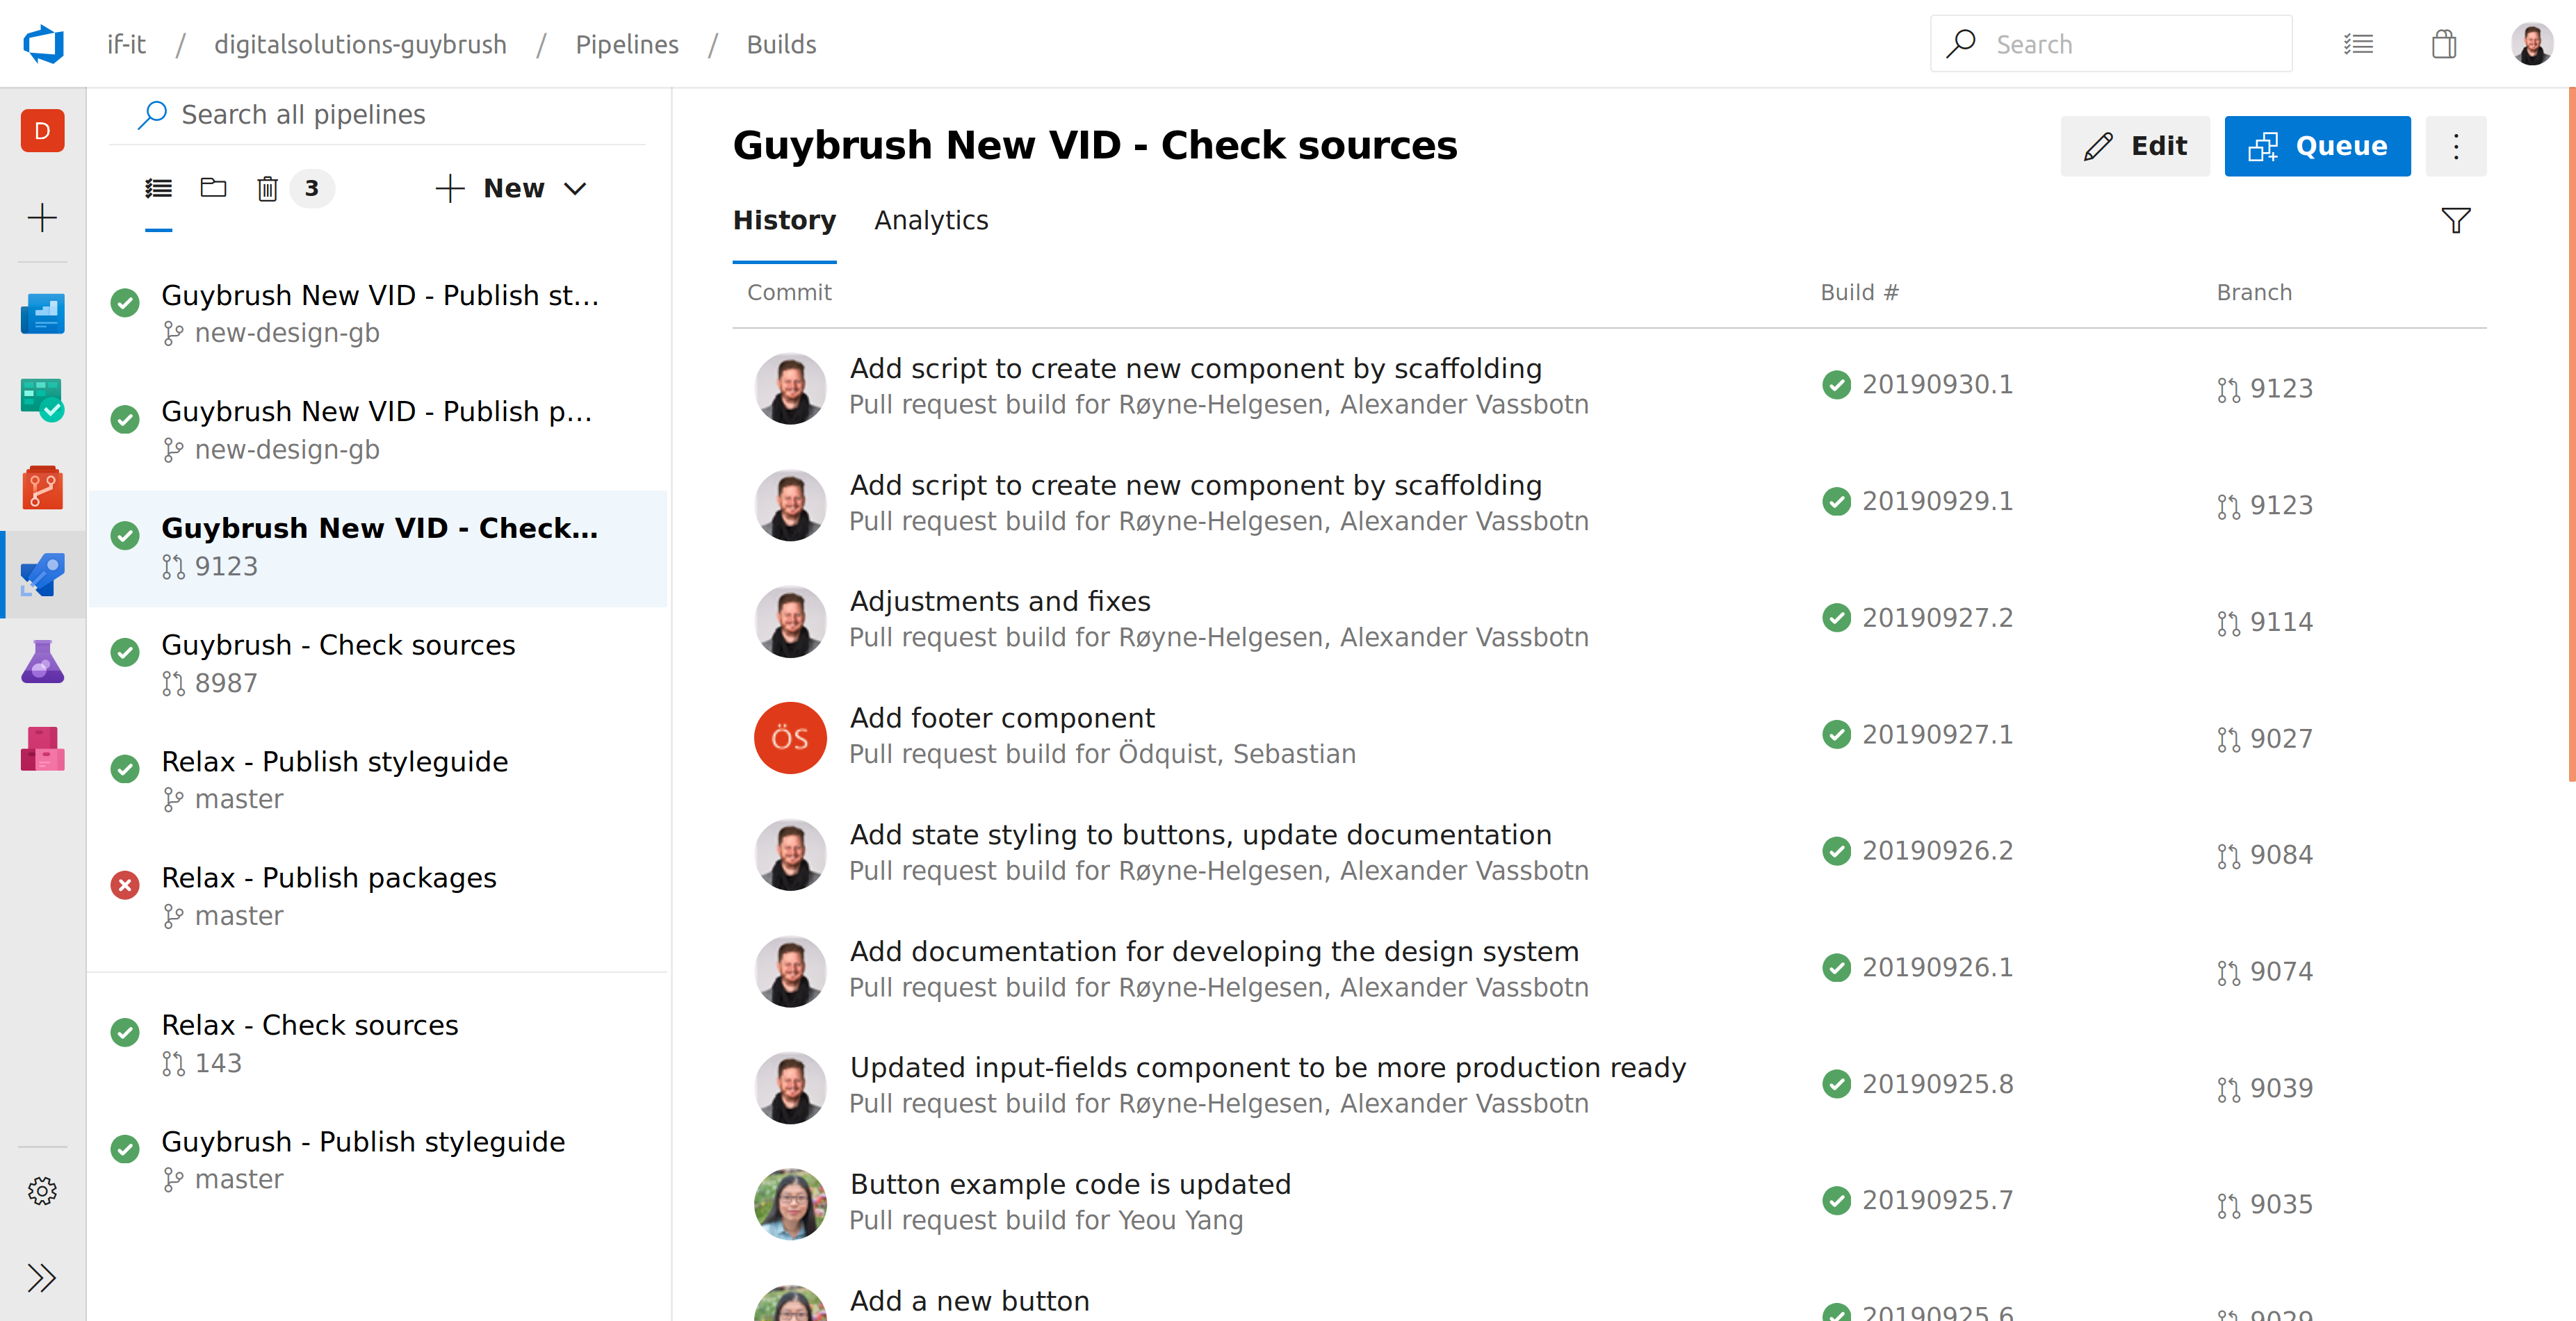 if-it / digitalsolutions-guybrush / Pipelines / Builds
Search
D
Search all pipelines
3
New
Guybrush New VID - Publish st...
new-design-gb
Guybrush New VID - Publish p...
new-design-gb
Guybrush New VID - Check...
9123
Guybrush - Check sources
8987
Relax - Publish styleguide
master
Relax - Publish packages
master
Relax - Check sources
143
Guybrush - Publish styleguide
master
Guybrush New VID - Check sources
Edit
Queue
History
Analytics
Commit
Build #
Branch
Add script to create new component by scaffolding
Pull request build for Røyne-Helgesen, Alexander Vassbotn
20190930.1
9123
Add script to create new component by scaffolding
Pull request build for Røyne-Helgesen, Alexander Vassbotn
20190929.1
9123
Adjustments and fixes
Pull request build for Røyne-Helgesen, Alexander Vassbotn
20190927.2
9114
ÖS
Add footer component
Pull request build for Ödquist, Sebastian
20190927.1
9027
Add state styling to buttons, update documentation
Pull request build for Røyne-Helgesen, Alexander Vassbotn
20190926.2
9084
Add documentation for developing the design system
Pull request build for Røyne-Helgesen, Alexander Vassbotn
20190926.1
9074
Updated input-fields component to be more production ready
Pull request build for Røyne-Helgesen, Alexander Vassbotn
20190925.8
9039
Button example code is updated
Pull request build for Yeou Yang
20190925.7
9035
Add a new button
20190925.6
9029